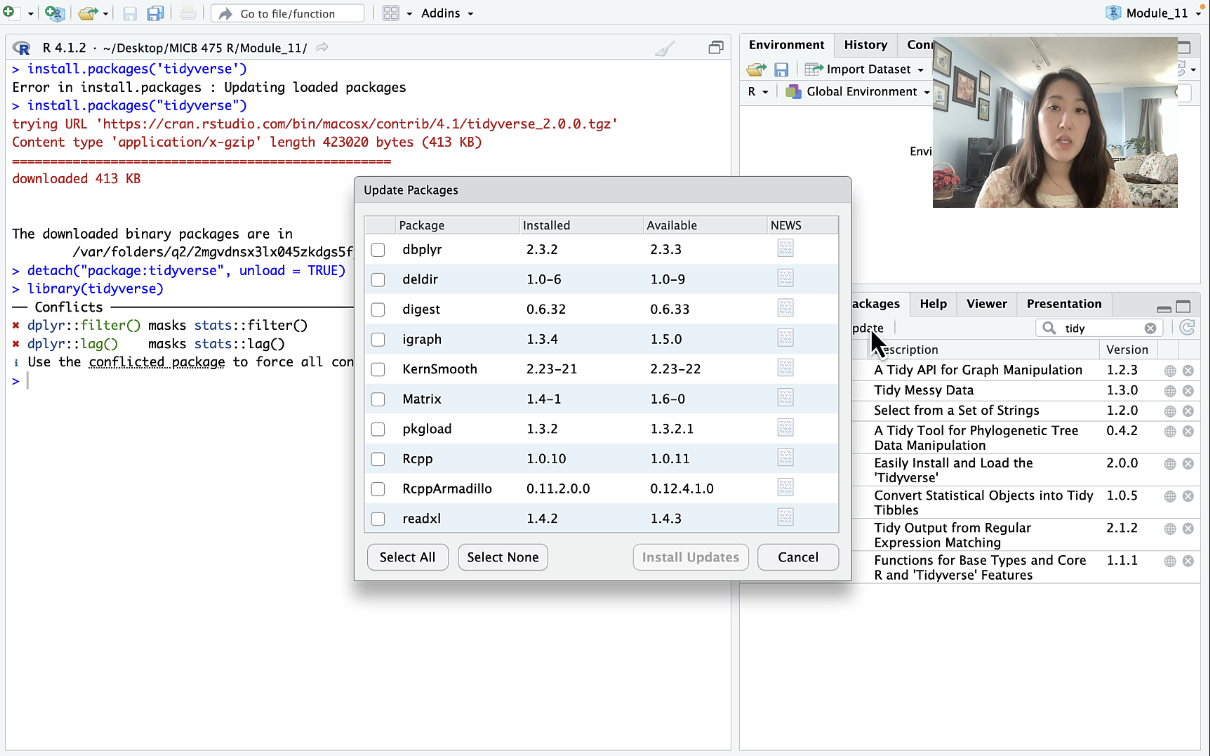 Go to file/function
Addins
Module_11
R 4.1.2 · ~/Desktop/MICB 475 R/Module_11/
> install.packages('tidyverse')
Error in install.packages : Updating loaded packages
> install.packages("tidyverse")
trying URL 'https://cran.rstudio.com/bin/macosx/contrib/4.1/tidyverse_2.0.0.tgz'
Content type 'application/x-gzip' length 423020 bytes (413 KB)
==================================================
downloaded 413 KB
The downloaded binary packages are in
/var/folders/q2/2mgvdnsx3lx045zkdgs5f
> detach("package:tidyverse", unload = TRUE)
> library(tidyverse)
── Conflicts ──
✖ dplyr::filter() masks stats::filter()
✖ dplyr::lag()    masks stats::lag()
ℹ Use the conflicted package to force all con
>
Update Packages
Package Installed Available NEWS
dbplyr 2.3.2 2.3.3
deldir 1.0-6 1.0-9
digest 0.6.32 0.6.33
igraph 1.3.4 1.5.0
KernSmooth 2.23-21 2.23-22
Matrix 1.4-1 1.6-0
pkgload 1.3.2 1.3.2.1
Rcpp 1.0.10 1.0.11
RcppArmadillo 0.11.2.0.0 0.12.4.1.0
readxl 1.4.2 1.4.3
Select All Select None Install Updates Cancel
Environment History Con
Import Dataset
R Global Environment
Envi
ackages Help Viewer Presentation
pdate tidy
escription Version
A Tidy API for Graph Manipulation 1.2.3
Tidy Messy Data 1.3.0
Select from a Set of Strings 1.2.0
A Tidy Tool for Phylogenetic Tree 0.4.2
Data Manipulation
Easily Install and Load the 2.0.0
'Tidyverse'
Convert Statistical Objects into Tidy 1.0.5
Tibbles
Tidy Output from Regular 2.1.2
Expression Matching
Functions for Base Types and Core 1.1.1
R and 'Tidyverse' Features